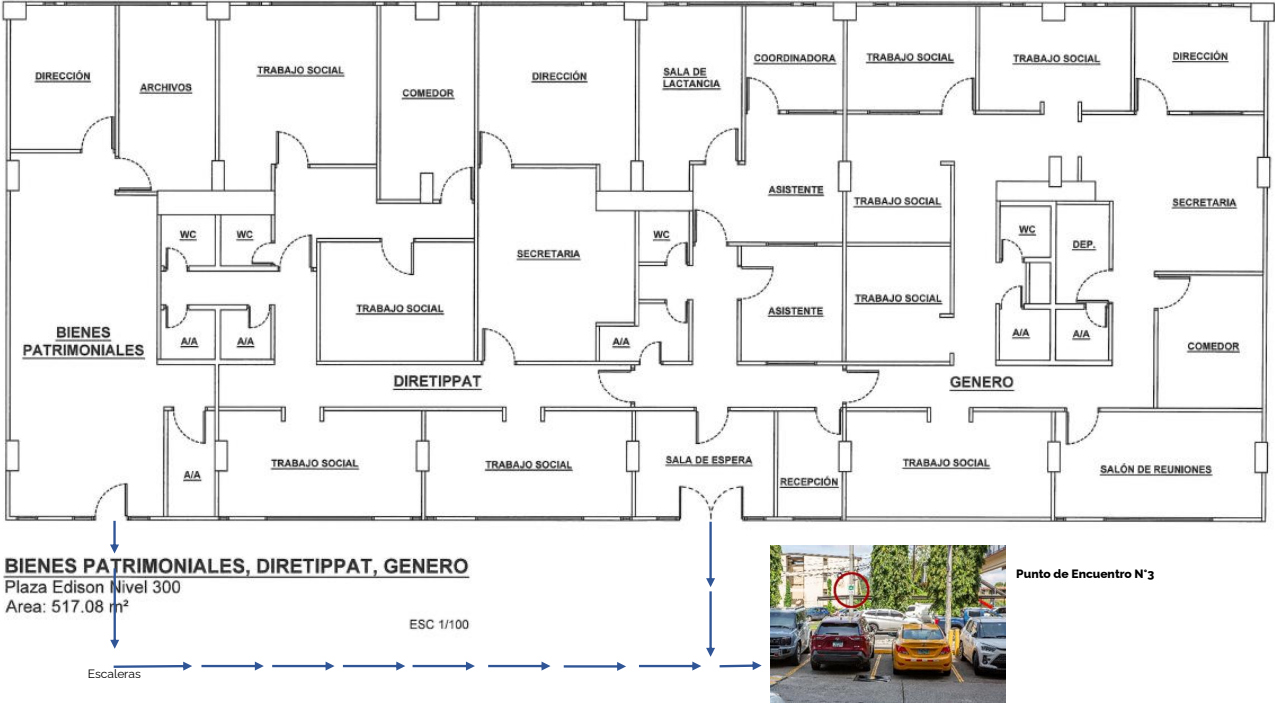 DIRECCIÓN
ARCHIVOS
TRABAJO SOCIAL
COMEDOR
DIRECCIÓN
SALA DE
LACTANCIA
COORDINADORA
TRABAJO SOCIAL
TRABAJO SOCIAL
DIRECCIÓN
ASISTENTE
TRABAJO SOCIAL
SECRETARIA
WC
WC
WC
WC
DEP.
SECRETARIA
TRABAJO SOCIAL
ASISTENTE
TRABAJO SOCIAL
BIENES
PATRIMONIALES
A/A
A/A
A/A
A/A
A/A
COMEDOR
DIRETIPPAT
GENERO
A/A
TRABAJO SOCIAL
TRABAJO SOCIAL
SALA DE ESPERA
RECEPCIÓN
TRABAJO SOCIAL
SALÓN DE REUNIONES
BIENES PATRIMONIALES, DIRETIPPAT, GENERO
Plaza Edison Nivel 300
Area: 517.08 m²
ESC 1/100
Escaleras
Punto de Encuentro N°3